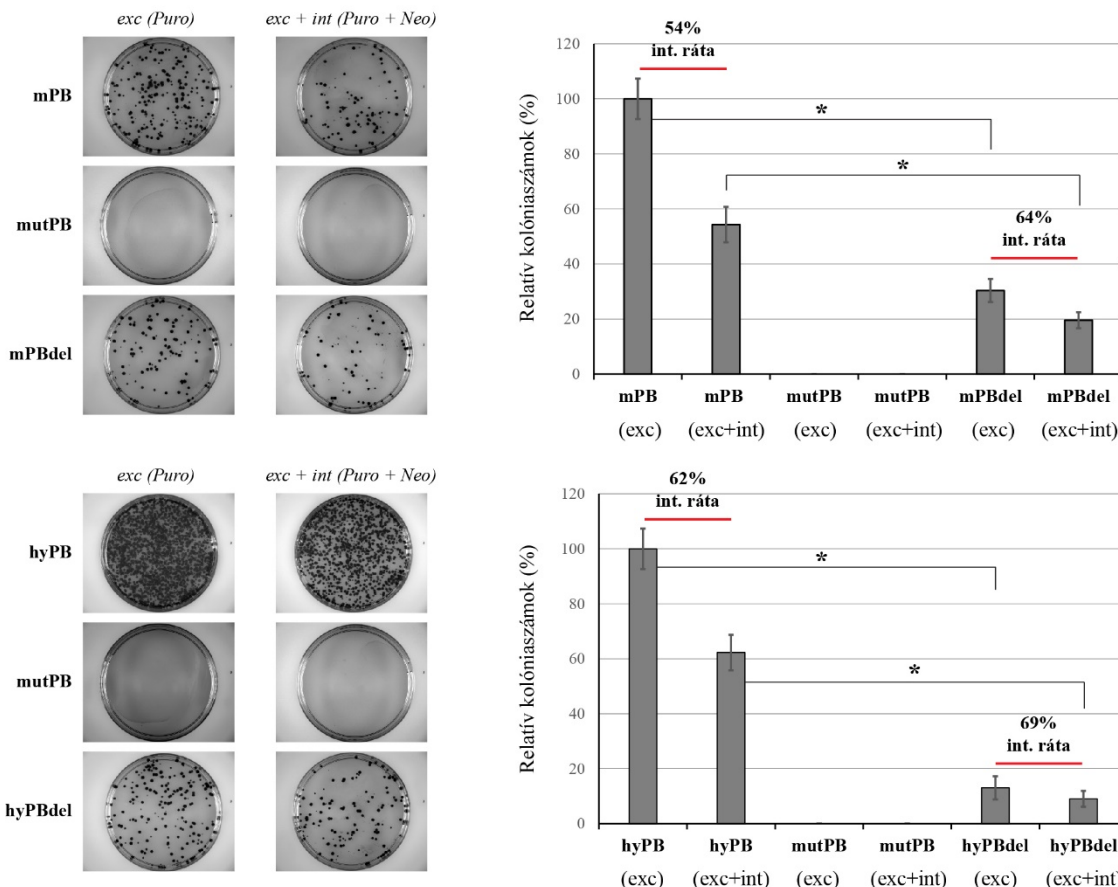 exc (Puro)
exc + int (Puro + Neo)
mPB
mutPB
mPBdel
Relatív kolóniaszámok (%)
120
100
80
60
40
20
0
54%
int. ráta
*
*
64%
int. ráta
mPB mPB mutPB mutPB mPBdel mPBdel
(exc) (exc+int) (exc) (exc+int) (exc) (exc+int)
exc (Puro)
exc + int (Puro + Neo)
hyPB
mutPB
hyPBdel
Relatív kolóniaszámok (%)
120
100
80
60
40
20
0
62%
int. ráta
*
*
69%
int. ráta
hyPB hyPB mutPB mutPB hyPBdel hyPBdel
(exc) (exc+int) (exc) (exc+int) (exc) (exc+int)